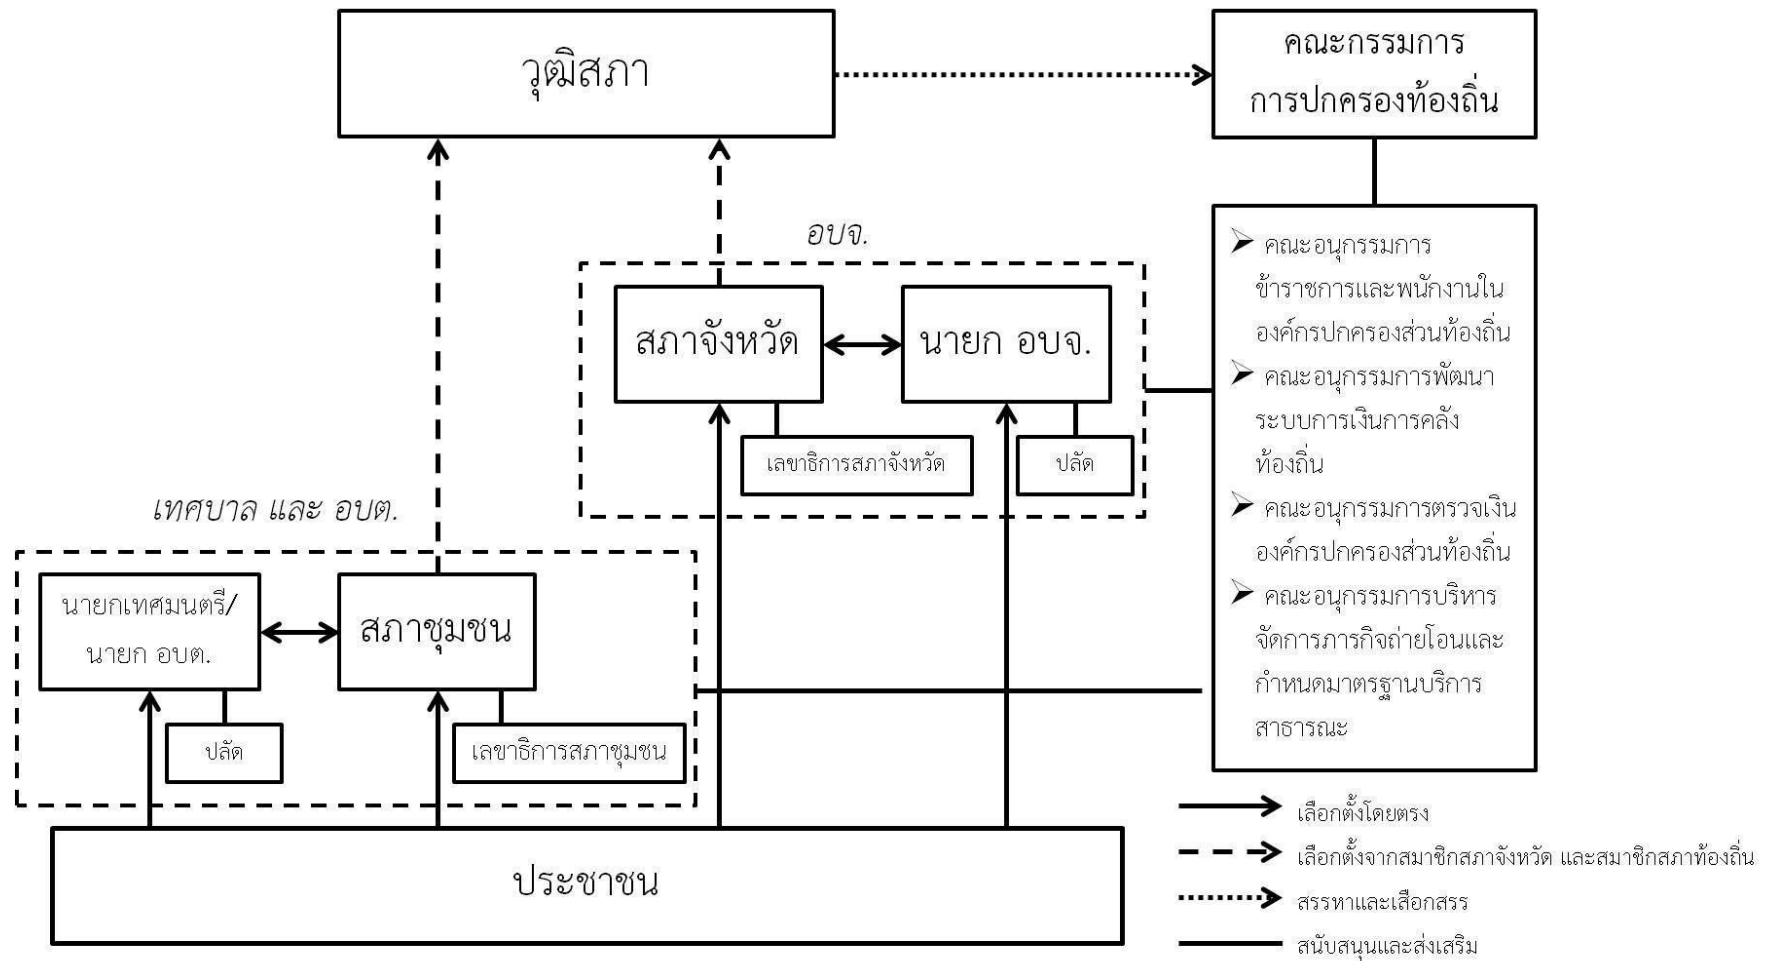 วุฒิสภา
คณะกรรมการ
การปกครองท้องถิ่น
อบจ.
สภาจังหวัด
นายก อบจ.
เลขาธิการสภาจังหวัด
ปลัด
เทศบาล และ อบต.
นายกเทศมนตรี/
นายก อบต.
สภาชุมชน
ปลัด
เลขาธิการสภาชุมชน
ประชาชน
คณะอนุกรรมการ
ข้าราชการและพนักงานใน
องค์กรปกครองส่วนท้องถิ่น
คณะอนุกรรมการพัฒนา
ระบบการเงินการคลัง
ท้องถิ่น
คณะอนุกรรมการตรวจเงิน
องค์กรปกครองส่วนท้องถิ่น
คณะอนุกรรมการบริหาร
จัดการภารกิจถ่ายโอนและ
กำหนดมาตรฐานบริการ
สาธารณะ
เลือกตั้งโดยตรง
เลือกตั้งจากสมาชิกสภาจังหวัด และสมาชิกสภาท้องถิ่น
สรรหาและเสือกสรร
สนับสนุนและส่งเสริม